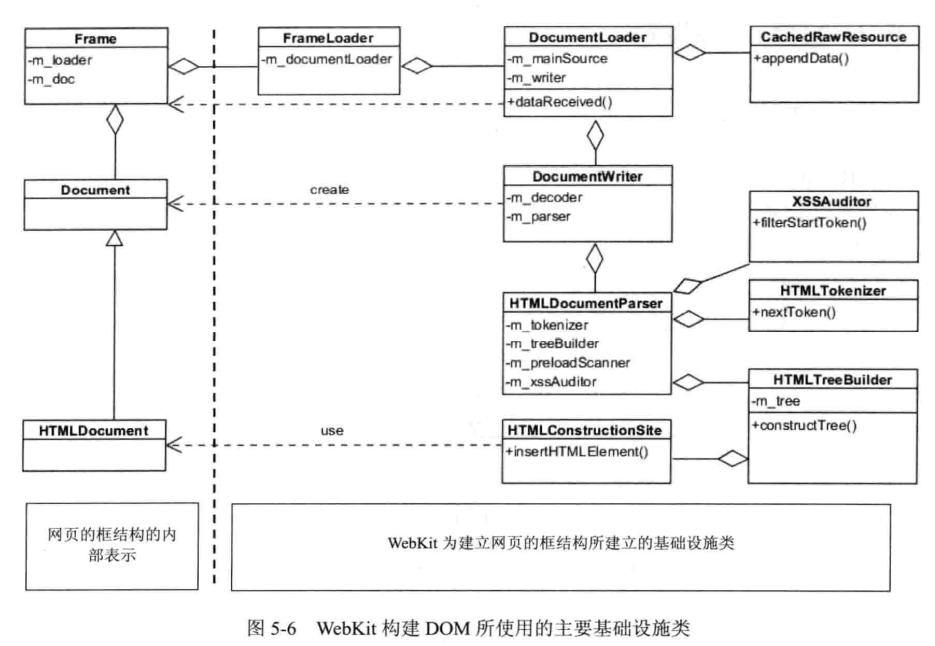 Frame
-m_loader
-m_doc
FrameLoader
-m_documentLoader
DocumentLoader
-m_mainSource
-m_writer
+dataReceived()
CachedRawResource
+appendData()
Document
create
DocumentWriter
-m_decoder
-m_parser
XSSAuditor
+filterStartToken()
HTMLDocumentParser
-m_tokenizer
-m_treeBuilder
-m_preloadScanner
-m_xssAuditor
HTMLTokenizer
+nextToken()
HTMLTreeBuilder
-m_tree
+constructTree()
HTMLDocument
use
HTMLConstructionSite
+insertHTMLElement()
网页的框结构的内
部表示
WebKit 为建立网页的框结构所建立的基础设施类
图 5-6 WebKit 构建 DOM 所使用的主要基础设施类